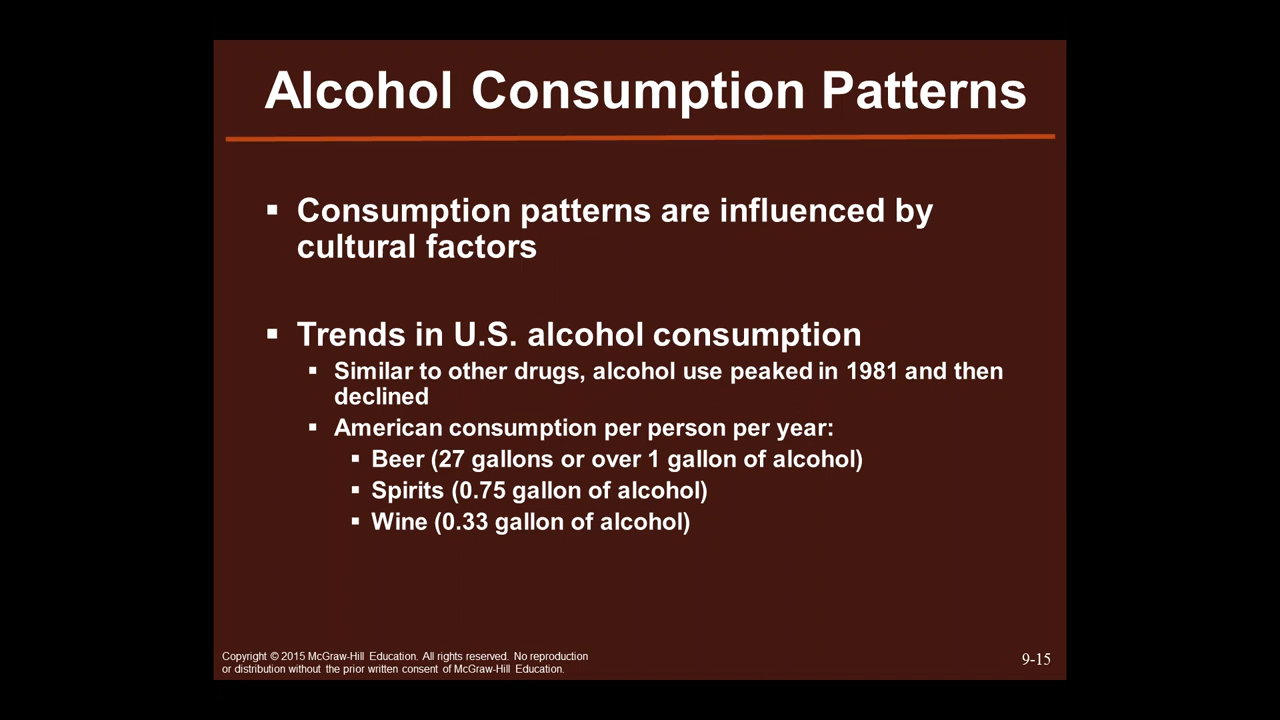 Alcohol Consumption Patterns
▪ Consumption patterns are influenced by
cultural factors
▪ Trends in U.S. alcohol consumption
▪ Similar to other drugs, alcohol use peaked in 1981 and then
declined
▪ American consumption per person per year:
▪ Beer (27 gallons or over 1 gallon of alcohol)
▪ Spirits (0.75 gallon of alcohol)
▪ Wine (0.33 gallon of alcohol)
Copyright © 2015 McGraw-Hill Education. All rights reserved. No reproduction
or distribution without the prior written consent of McGraw-Hill Education.
9-15